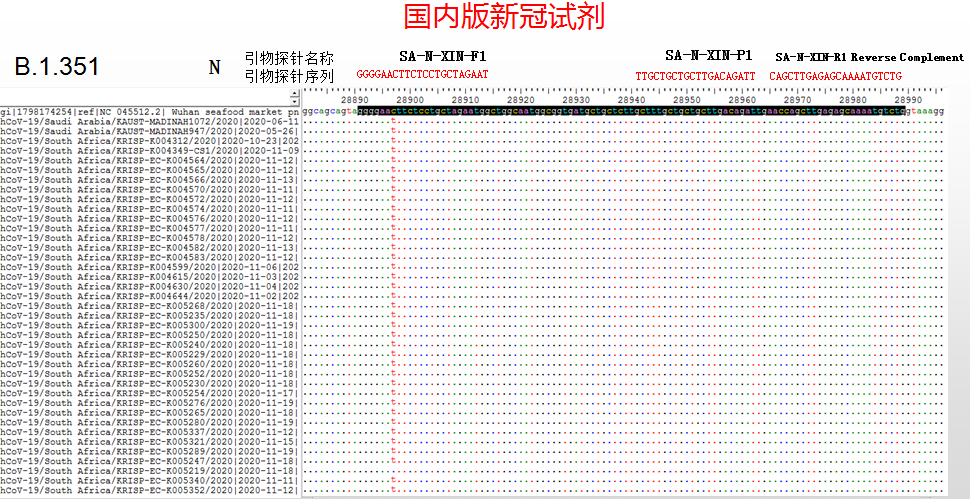 国内版新冠试剂
B.1.351
N
引物探针名称
SA-N-XIN-F1
SA-N-XIN-P1
SA-N-XIN-R1 Reverse Complement
引物探针序列
GGGGAACTTCTCCTGCTAGAAT
TTGCTGCTGCTTGACAGATT
CAGCTTGAGAGCAAAATGTCTG
28890 28900 28910 28920 28930 28940 28950 28960 28970 28980 28990
gi|1798174254|ref|NC 045512.2| Wuhan seafood market pn ggcagcagtaggggaacttctcctgctagaatggctggcaatggcggtgatgctgctcttgctttgctgctgcttgacagattgaaccagcttgagagcaaaatgtctggtaaagg
hCoV-19/Saudi Arabia/KAUST-MADINAH1072/2020|2020-06-11
hCoV-19/Saudi Arabia/KAUST-MADINAH947/2020|2020-05-26|
hCoV-19/South Africa/KRISP-K004312/2020|2020-10-23|202
hCoV-19/South Africa/KRISP-K004349-CS1/2020|2020-11-09
hCoV-19/South Africa/KRISP-EC-K004564/2020|2020-11-12|
hCoV-19/South Africa/KRISP-EC-K004565/2020|2020-11-12|
hCoV-19/South Africa/KRISP-EC-K004566/2020|2020-11-13|
hCoV-19/South Africa/KRISP-EC-K004570/2020|2020-11-11|
hCoV-19/South Africa/KRISP-EC-K004572/2020|2020-11-12|
hCoV-19/South Africa/KRISP-EC-K004574/2020|2020-11-11|
hCoV-19/South Africa/KRISP-EC-K004576/2020|2020-11-12|
hCoV-19/South Africa/KRISP-EC-K004577/2020|2020-11-11|
hCoV-19/South Africa/KRISP-EC-K004578/2020|2020-11-12|
hCoV-19/South Africa/KRISP-EC-K004582/2020|2020-11-13|
hCoV-19/South Africa/KRISP-EC-K004583/2020|2020-11-12|
hCoV-19/South Africa/KRISP-K004599/2020|2020-11-06|202
hCoV-19/South Africa/KRISP-K004615/2020|2020-11-03|202
hCoV-19/South Africa/KRISP-K004630/2020|2020-11-04|202
hCoV-19/South Africa/KRISP-K004644/2020|2020-11-02|202
hCoV-19/South Africa/KRISP-EC-K005268/2020|2020-11-18|
hCoV-19/South Africa/KRISP-EC-K005235/2020|2020-11-18|
hCoV-19/South Africa/KRISP-EC-K005300/2020|2020-11-19|
hCoV-19/South Africa/KRISP-EC-K005250/2020|2020-11-18|
hCoV-19/South Africa/KRISP-EC-K005240/2020|2020-11-18|
hCoV-19/South Africa/KRISP-EC-K005229/2020|2020-11-18|
hCoV-19/South Africa/KRISP-EC-K005260/2020|2020-11-18|
hCoV-19/South Africa/KRISP-EC-K005252/2020|2020-11-18|
hCoV-19/South Africa/KRISP-EC-K005230/2020|2020-11-18|
hCoV-19/South Africa/KRISP-EC-K005254/2020|2020-11-17|
hCoV-19/South Africa/KRISP-EC-K005276/2020|2020-11-19|
hCoV-19/South Africa/KRISP-EC-K005265/2020|2020-11-18|
hCoV-19/South Africa/KRISP-EC-K005280/2020|2020-11-19|
hCoV-19/South Africa/KRISP-EC-K005337/2020|2020-11-12|
hCoV-19/South Africa/KRISP-EC-K005321/2020|2020-11-15|
hCoV-19/South Africa/KRISP-EC-K005289/2020|2020-11-19|
hCoV-19/South Africa/KRISP-EC-K005247/2020|2020-11-18|
hCoV-19/South Africa/KRISP-EC-K005219/2020|2020-11-18|
hCoV-19/South Africa/KRISP-EC-K005340/2020|2020-11-11|
hCoV-19/South Africa/KRISP-EC-K005352/2020|2020-11-12|